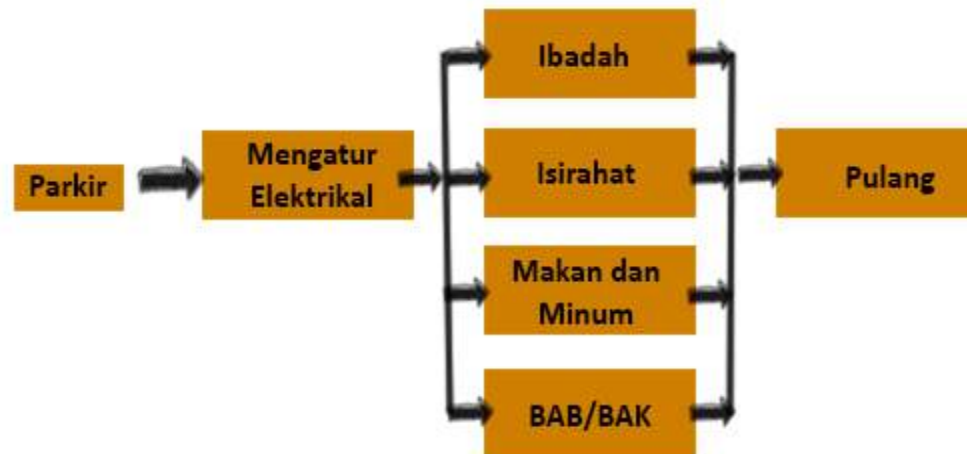 Parkir
Mengatur
Elektrikal
Ibadah
Isirahat
Makan dan
Minum
BAB/BAK
Pulang